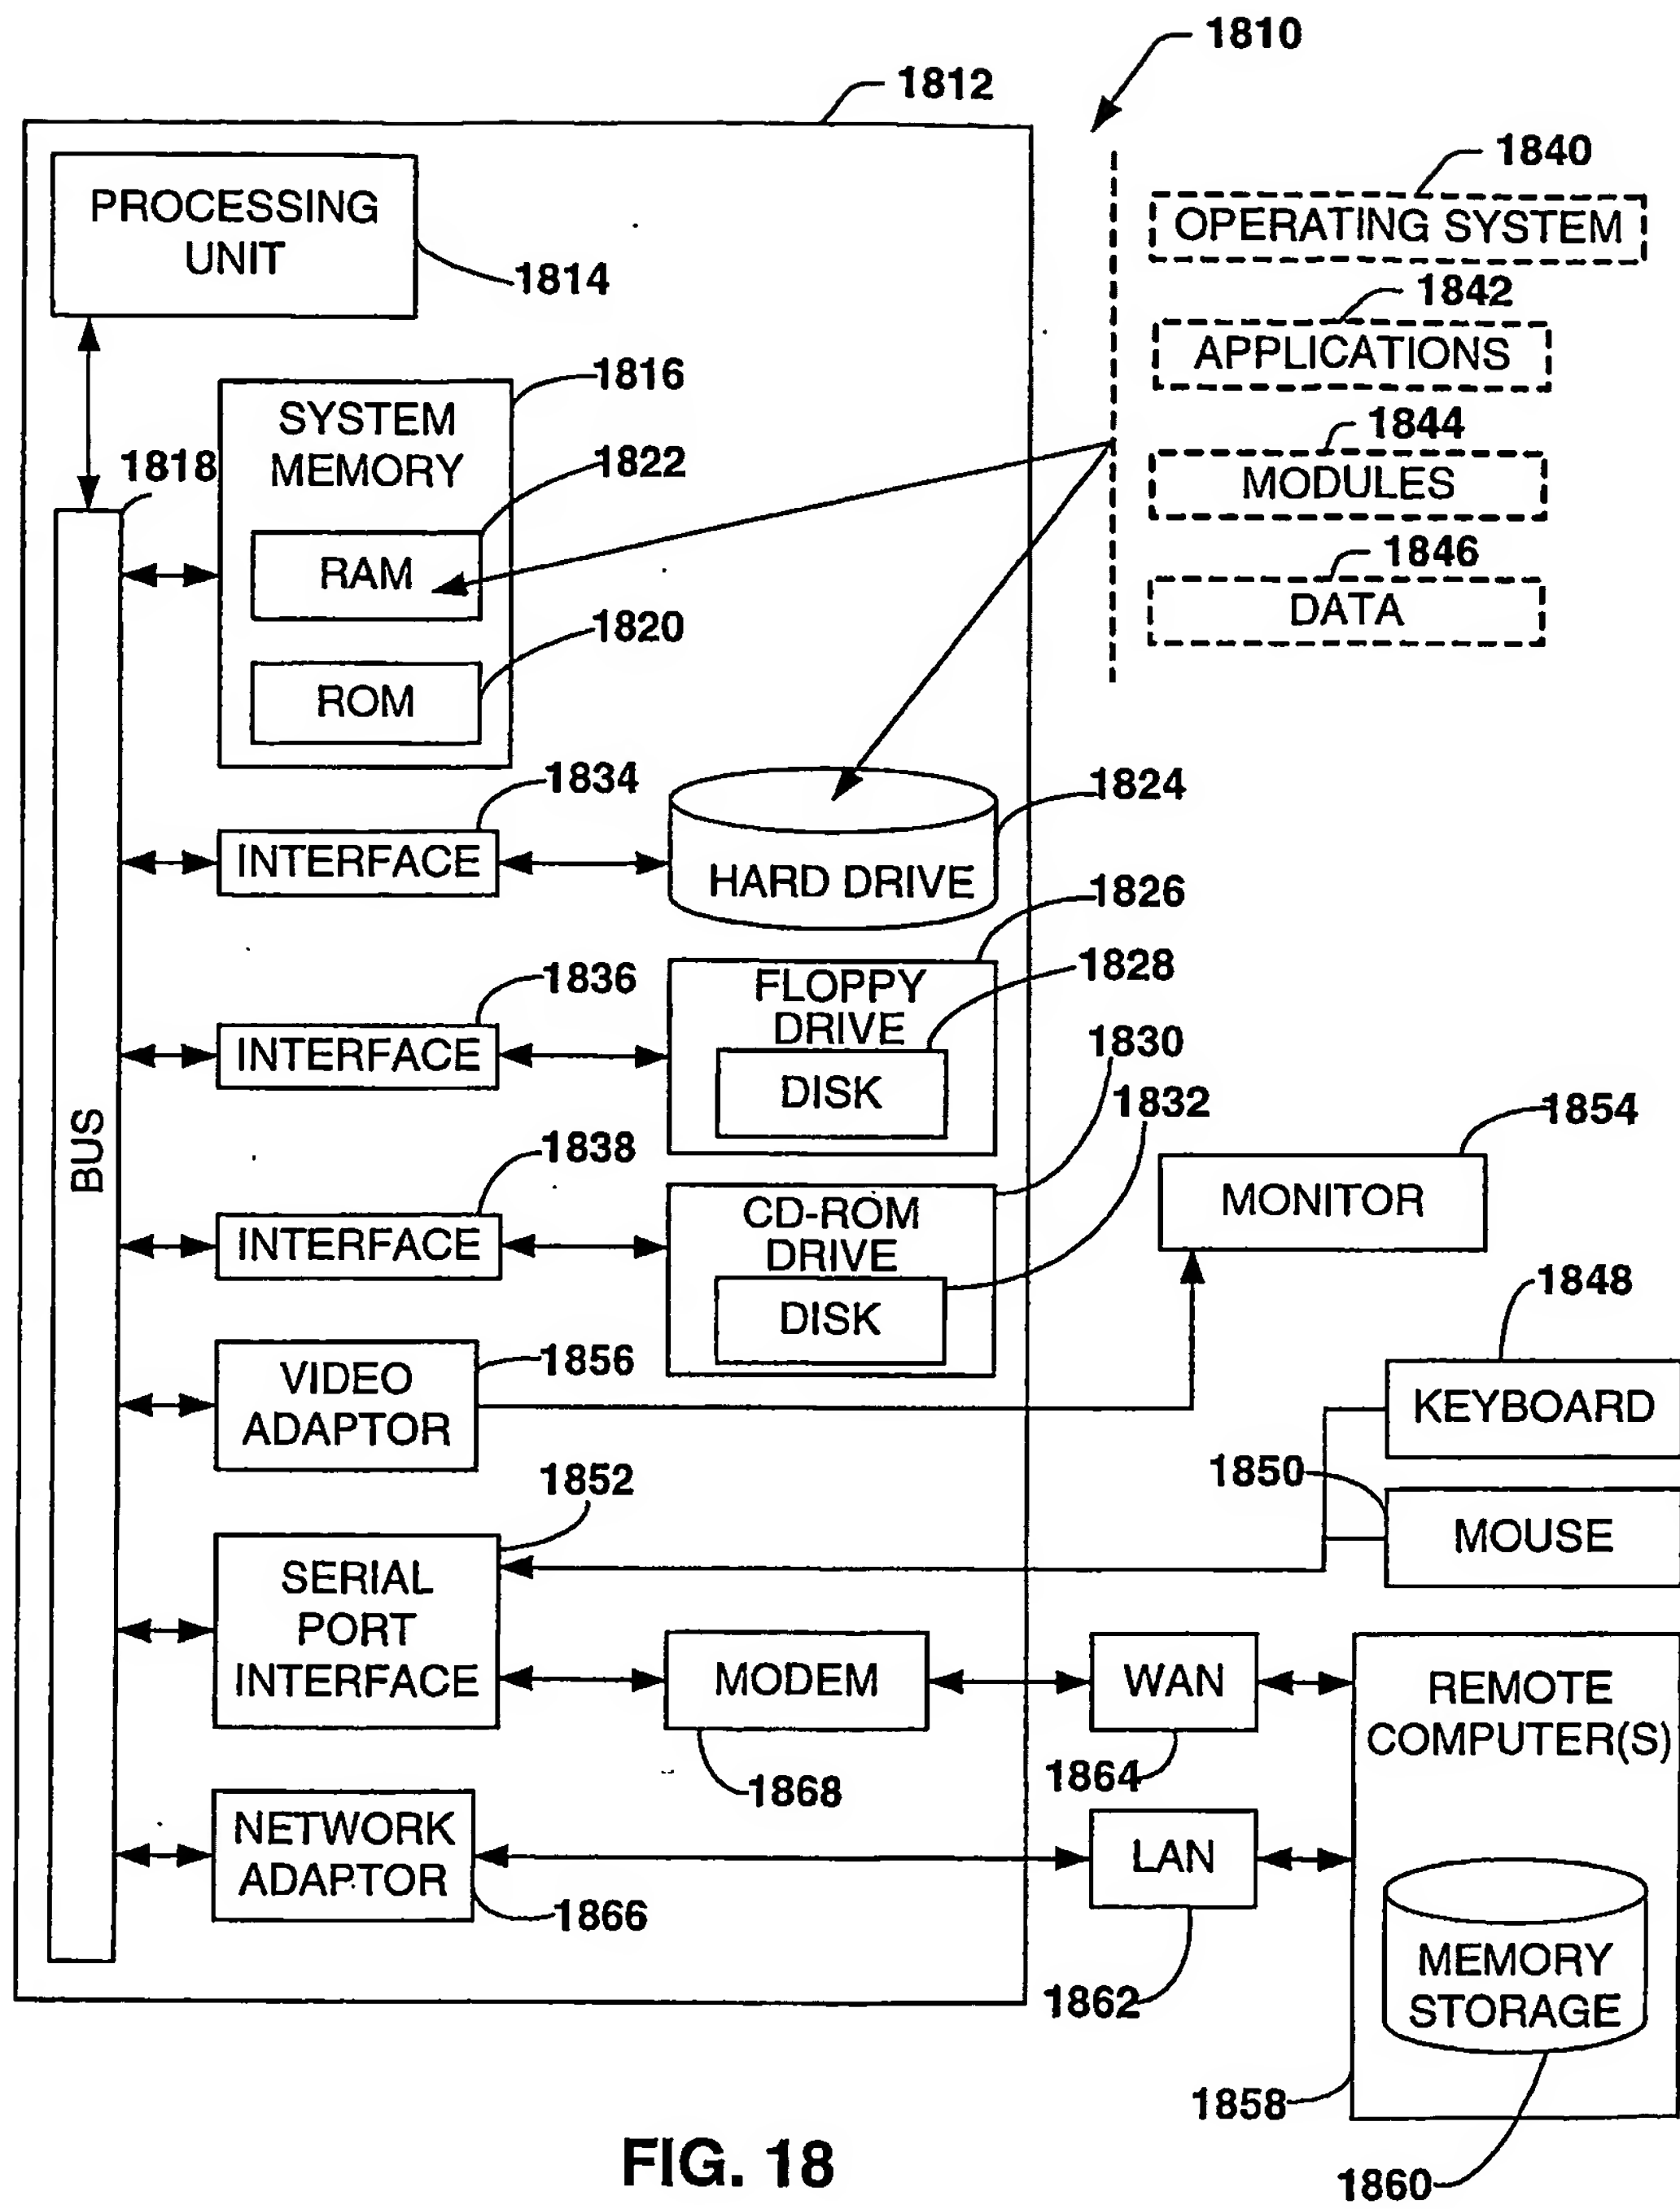 1810
1812
PROCESSING
UNIT
1814
1840
OPERATING SYSTEM
1842
APPLICATIONS
1844
MODULES
1846
DATA
1816
SYSTEM
MEMORY
1822
RAM
1820
ROM
1818
BUS
1834
INTERFACE
1824
HARD DRIVE
1826
1836
INTERFACE
FLOPPY
DRIVE
1828
DISK
1830
1832
1838
INTERFACE
CD-ROM
DRIVE
DISK
1854
MONITOR
1856
VIDEO
ADAPTOR
1848
KEYBOARD
1850
MOUSE
1852
SERIAL
PORT
INTERFACE
MODEM
1868
WAN
1864
REMOTE
COMPUTER(S)
NETWORK
ADAPTOR
1866
LAN
1862
MEMORY
STORAGE
1858
1860
FIG. 18